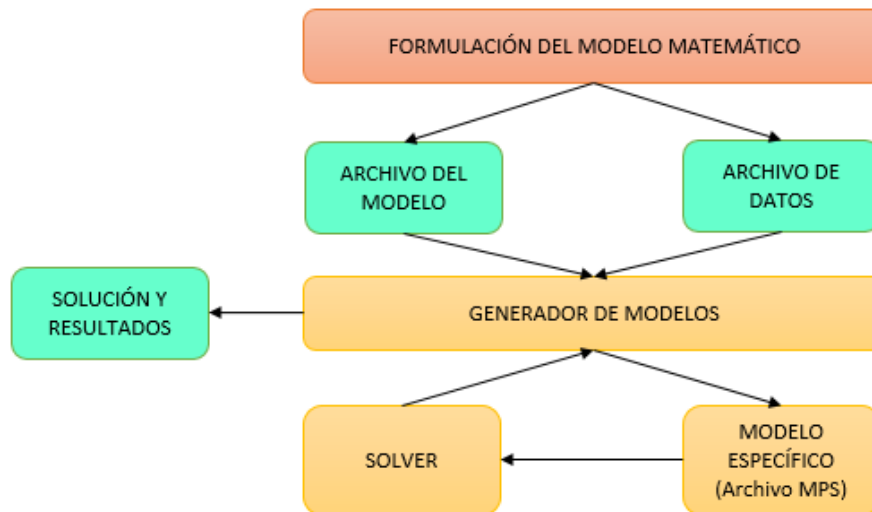 FORMULACIÓN DEL MODELO MATEMÁTICO
ARCHIVO DEL
MODELO
ARCHIVO DE
DATOS
SOLUCIÓN Y
RESULTADOS
GENERADOR DE MODELOS
SOLVER
MODELO
ESPECÍFICO
(Archivo MPS)